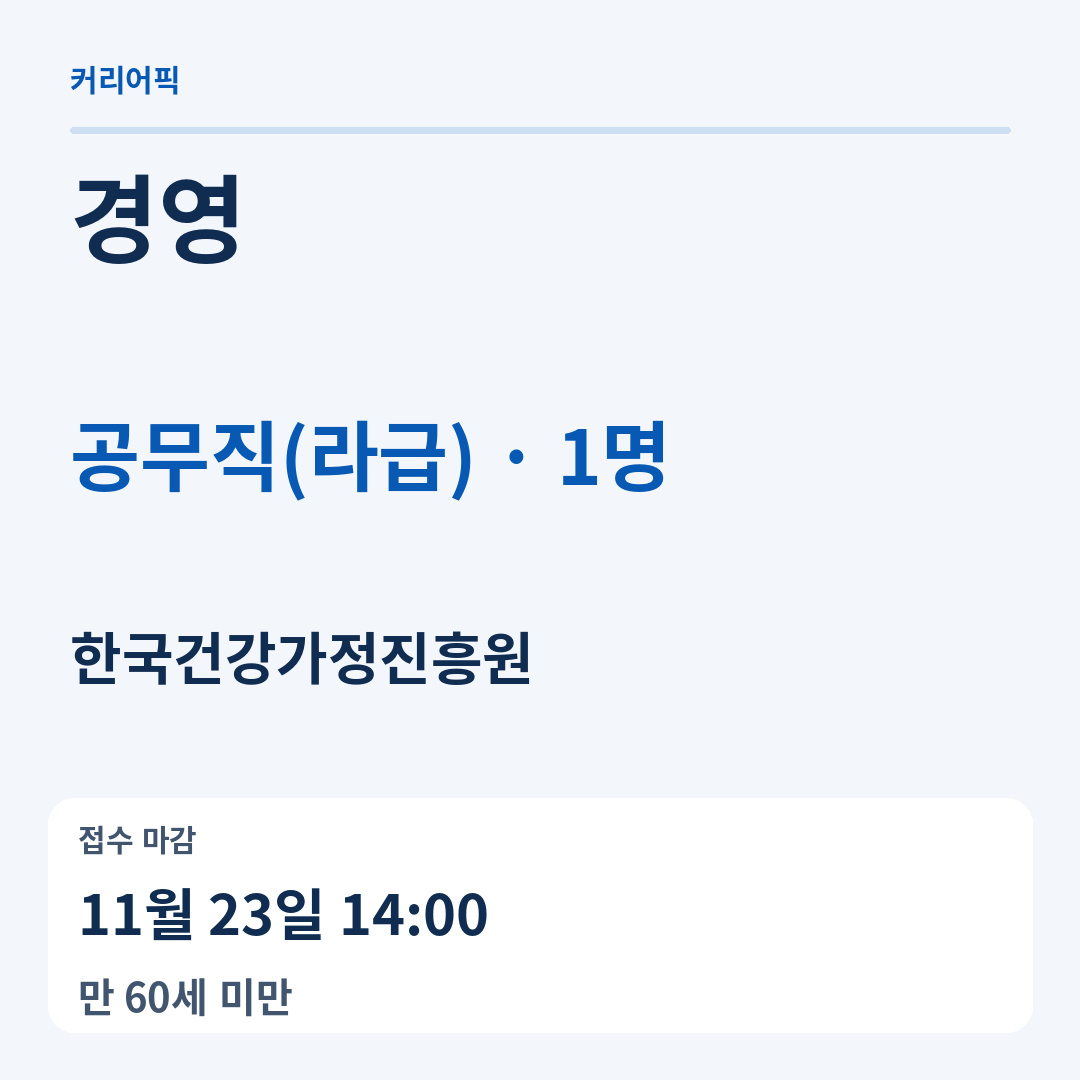 커리어픽
경영
공무직(라급) · 1명
한국건강가정진흥원
접수 마감
11월 23일 14:00
만 60세 미만